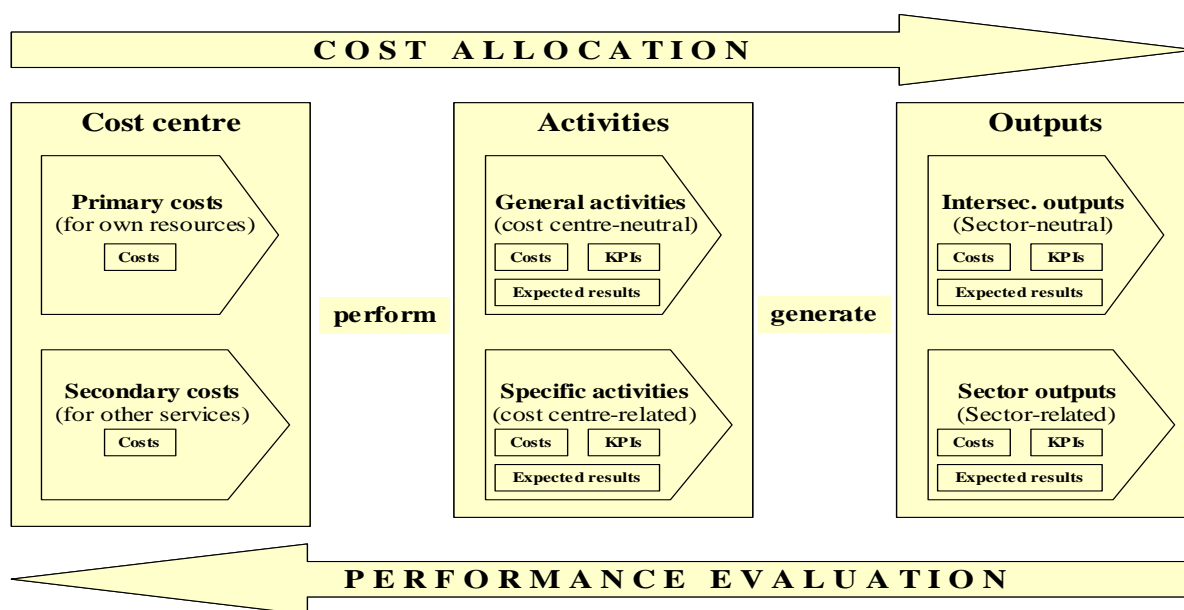 COST ALLOCATION
Cost centre
Primary costs
(for own resources)
Costs
Secondary costs
(for other services)
Costs
perform
Activities
General activities
(cost centre-neutral)
Costs KPIs
Expected results
Specific activities
(cost centre-related)
Costs KPIs
Expected results
generate
Outputs
Intersec. outputs
(Sector-neutral)
Costs KPIs
Expected results
Sector outputs
(Sector-related)
Costs KPIs
Expected results
PERFORMANCE EVALUATION